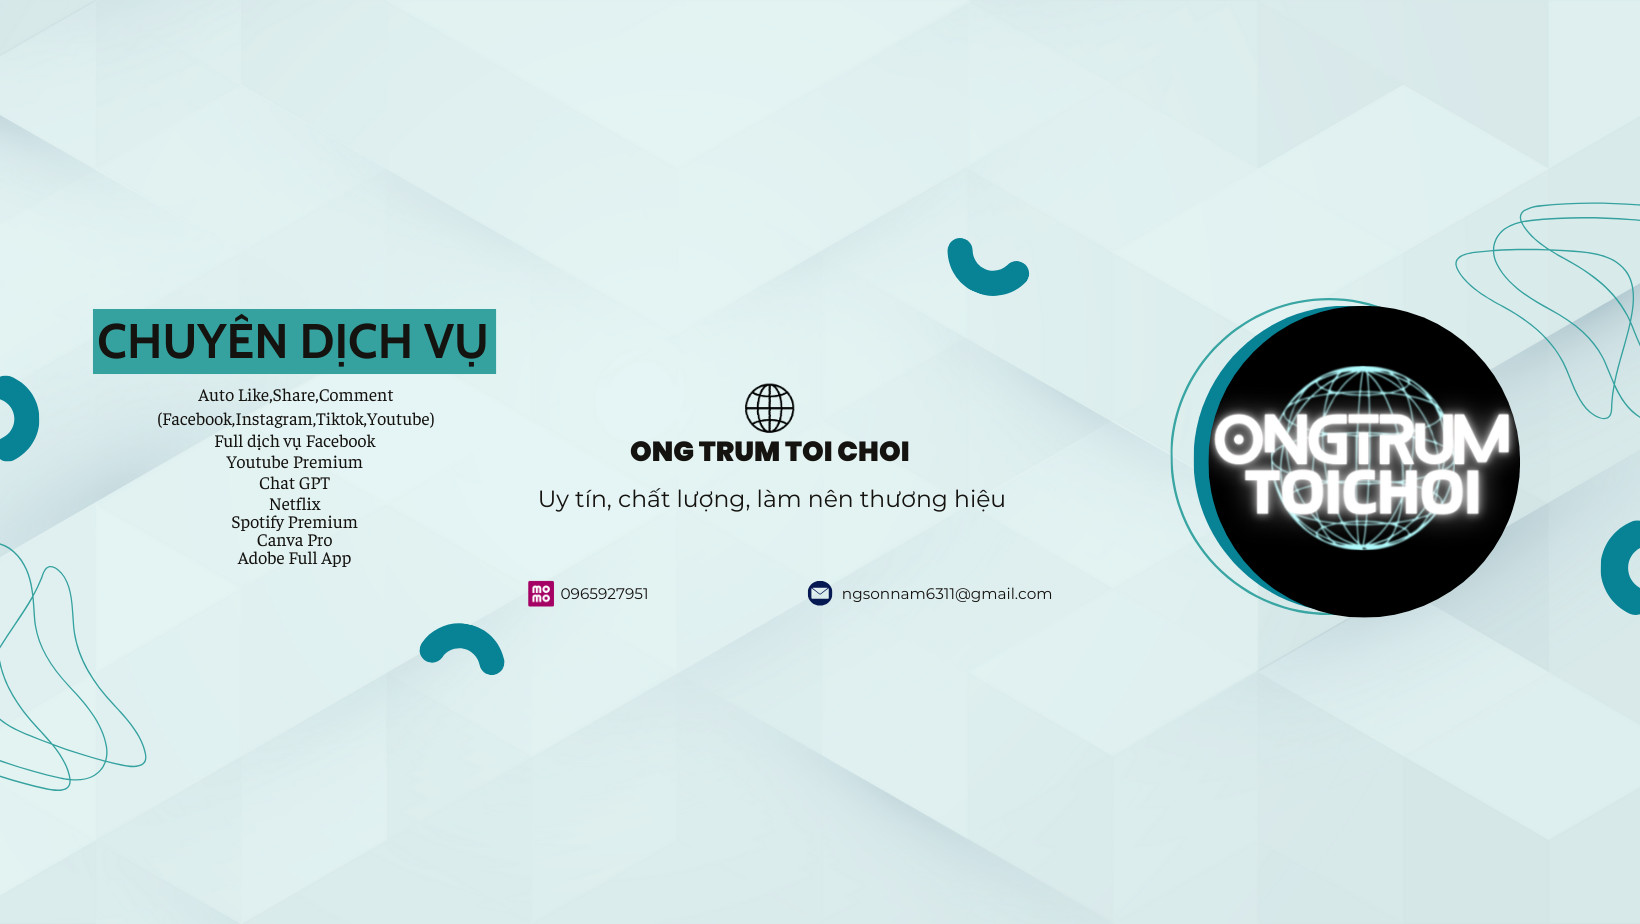 CHUYÊN DỊCH VỤ
Auto Like,Share,Comment
(Facebook,Instagram,Tiktok,Youtube)
Full dịch vụ Facebook
Youtube Premium
Chat GPT
Netflix
Spotify Premium
Canva Pro
Adobe Full App
ONG TRUM TOI CHOI
Uy tín, chất lượng, làm nên thương hiệu
mo
mo
0965927951
ngsonnam6311@gmail.com
ONGTRUM
TOICHOI